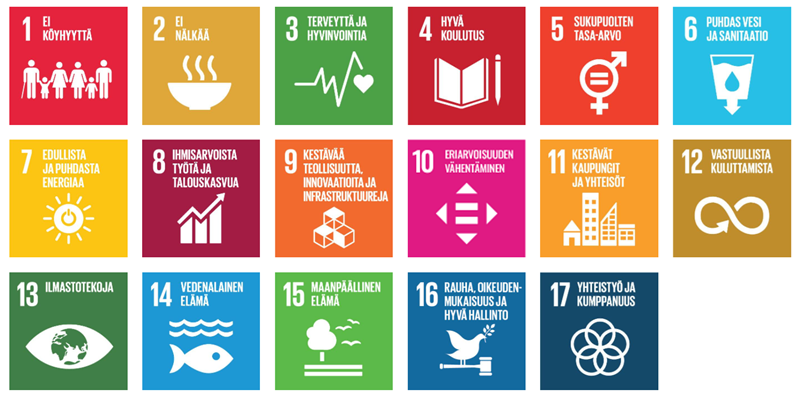 1 EI
KÖYHYYTTÄ
2 EI
NÄLKÄÄ
3 TERVEYTTÄ JA
HYVINVOINTIA
4 HYVÄ
KOULUTUS
5 SUKUPUOLTEN
TASA-ARVO
6 PUHDAS VESI
JA SANITAATIO
7 EDULLISTA
JA PUHDASTA
ENERGIAA
8 IHMISARVOISTA
TYÖTÄ JA
TALOUSKASVUA
9 KESTÄVÄÄ
TEOLLISUUTTA,
INNOVAATIOITA JA
INFRASTRUKTUUREJA
10 ERIARVOISUUDEN
VÄHENTÄMINEN
11 KESTÄVÄT
KAUPUNGIT
JA YHTEISÖT
12 VASTUULLISTA
KULUTTAMISTA
13 ILMASTOTEKOJA
14 VEDENALAINEN
ELÄMÄ
15 MAANPÄÄLLINEN
ELÄMÄ
16 RAUHA, OIKEUDEN-
MUKAISUUS JA
HYVÄ HALLINTO
17 YHTEISTYÖ JA
KUMPPANUUS